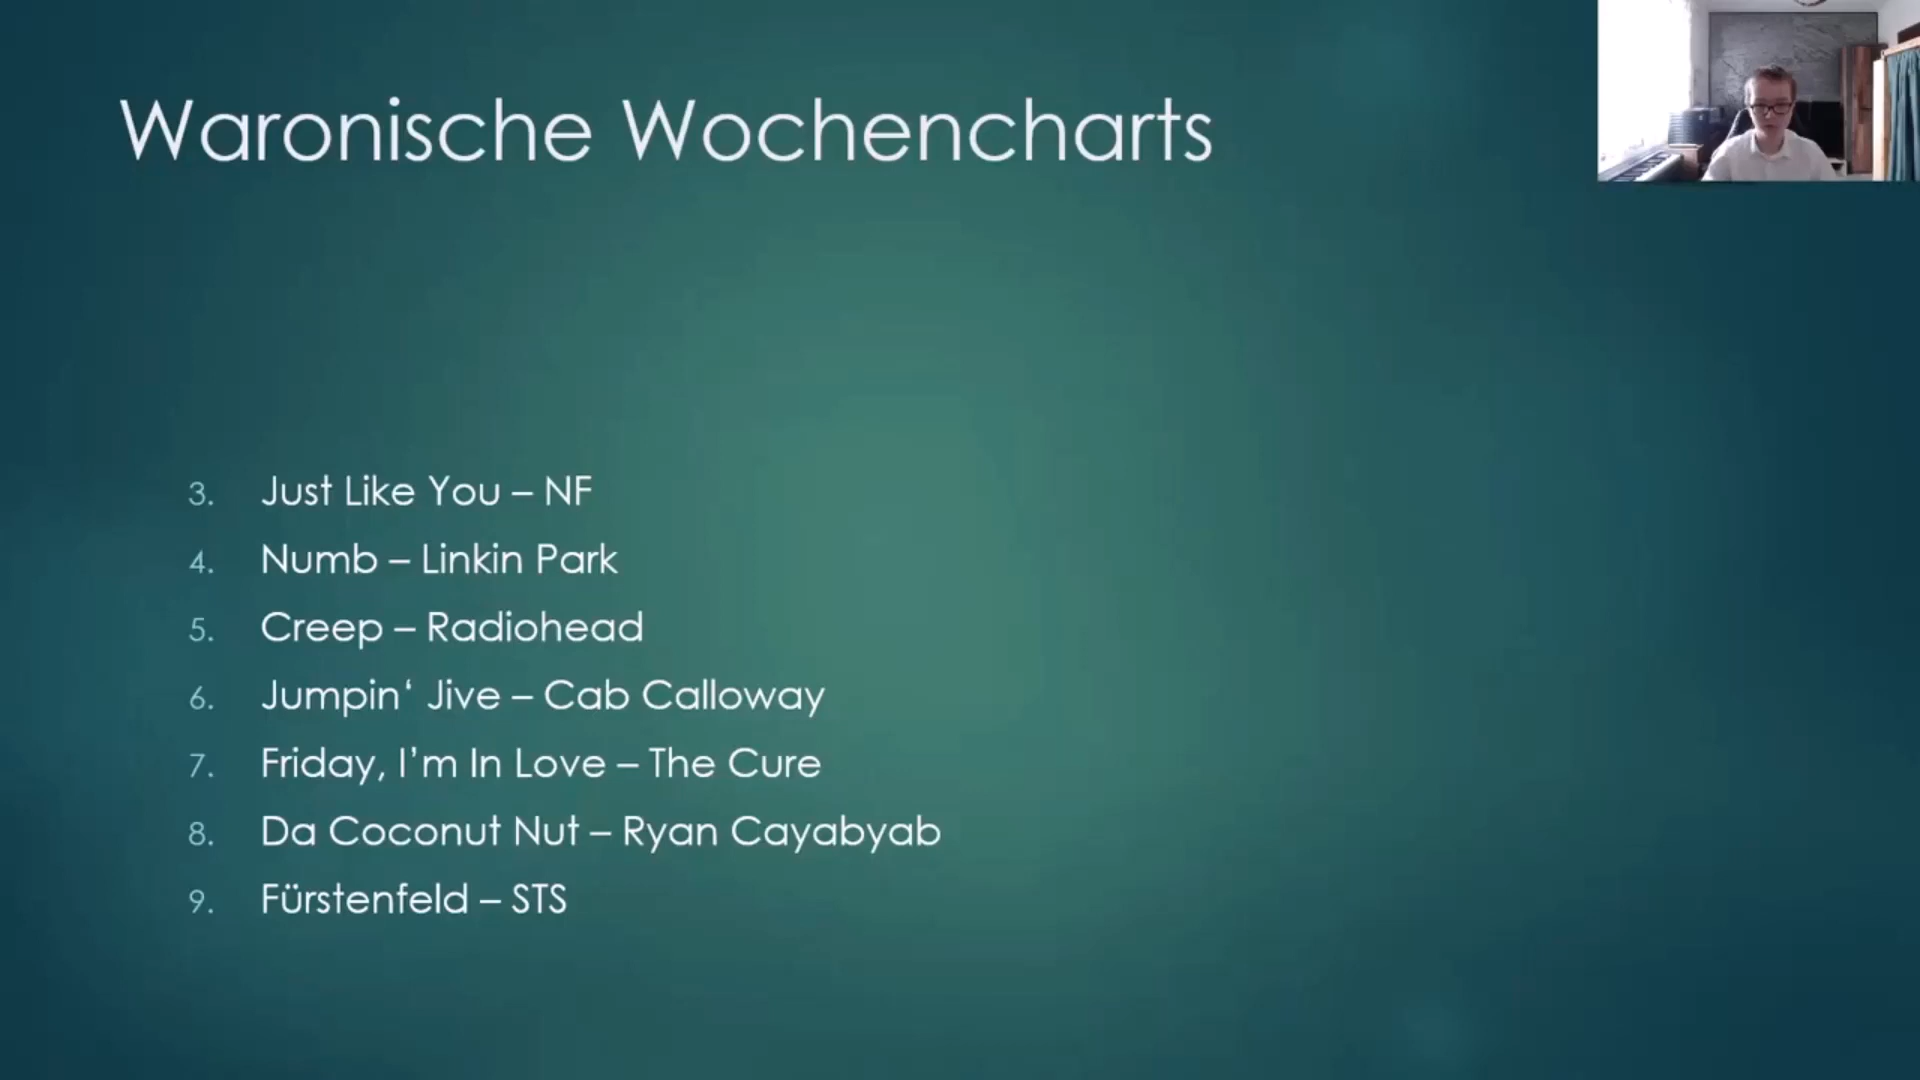 Waronische Wochencharts
3. Just Like You – NF
4. Numb – Linkin Park
5. Creep – Radiohead
6. Jumpin‘ Jive – Cab Calloway
7. Friday, I’m In Love – The Cure
8. Da Coconut Nut – Ryan Cayabyab
9. Fürstenfeld – STS